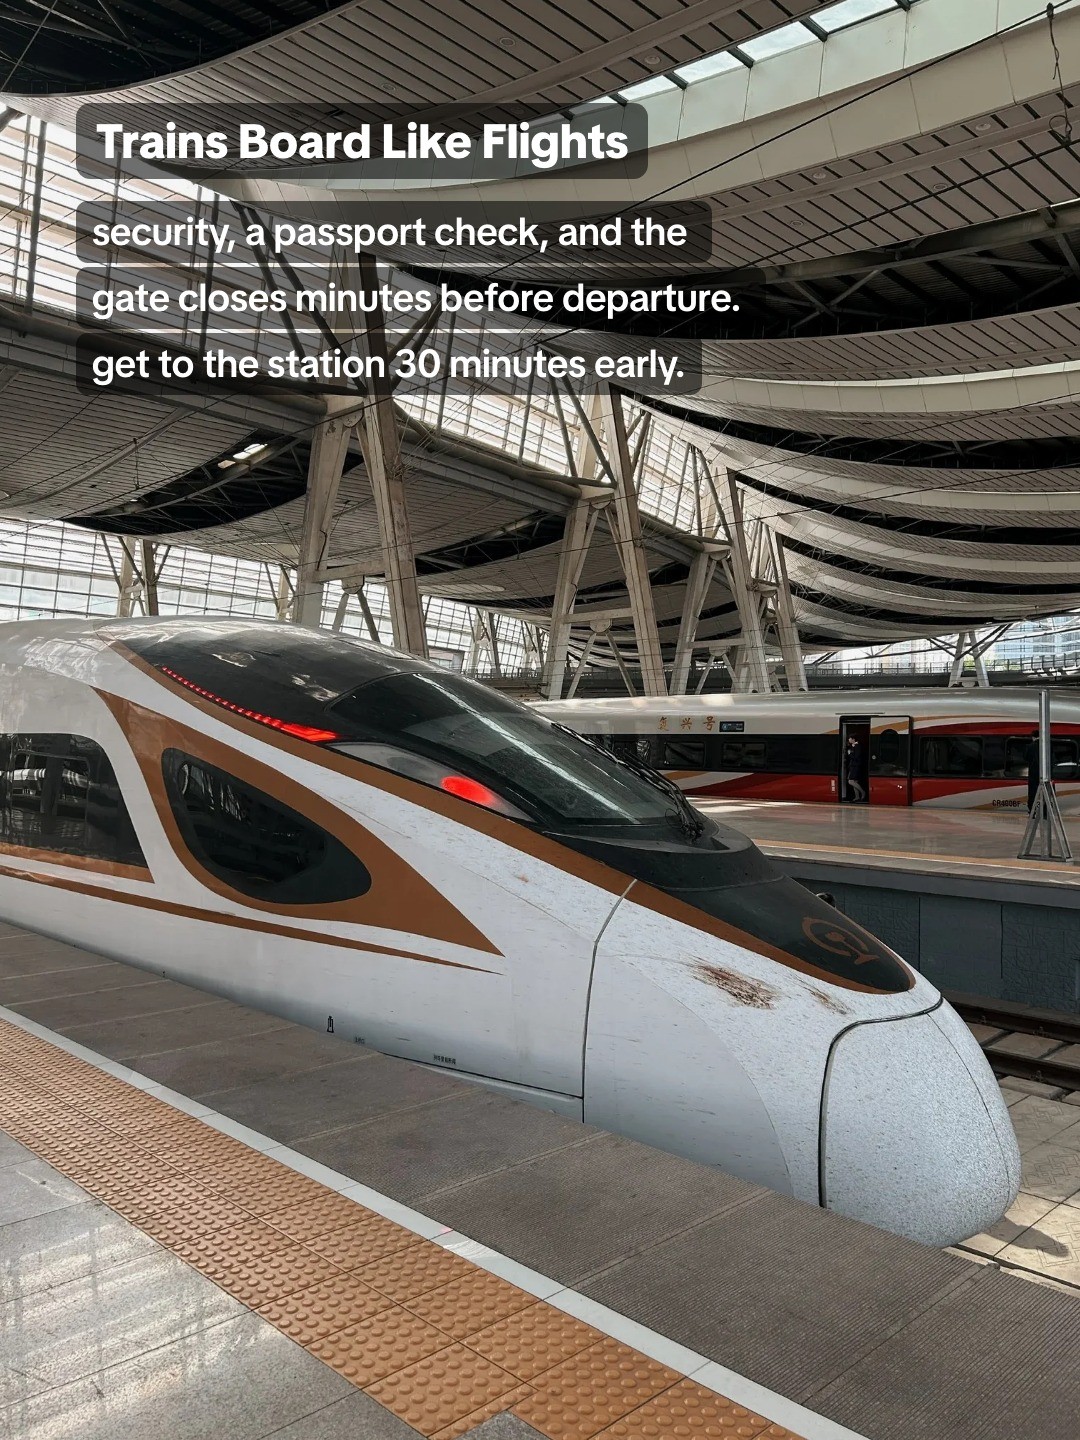 Trains Board Like Flights
security, a passport check, and the
gate closes minutes before departure.
get to the station 30 minutes early.
复兴号
CR400BF